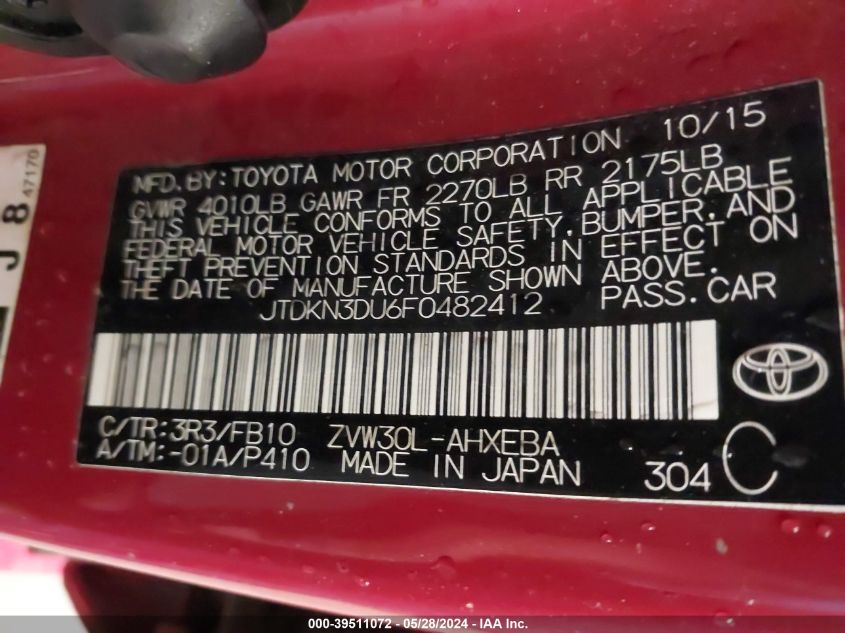 MFD.BY:TOYOTA MOTOR CORPORATION 10/15
GVWR 4010LB GAWR FR 2270LB RR 2175LB
THIS VEHICLE CONFORMS TO ALL APPLICABLE
FEDERAL MOTOR VEHICLE SAFETY,BUMPER,AND
THEFT PREVENTION STANDARDS IN EFFECT ON
THE DATE OF MANUFACTURE SHOWN ABOVE.
JTDKN3DU6F0482412 PASS.CAR
C/TR:3R3/FB10 ZVW30L-AHXEBA
A/TM:-01A/P410 MADE IN JAPAN 304 C
J 8 47170
000-39511072 - 05/28/2024 - IAA Inc.